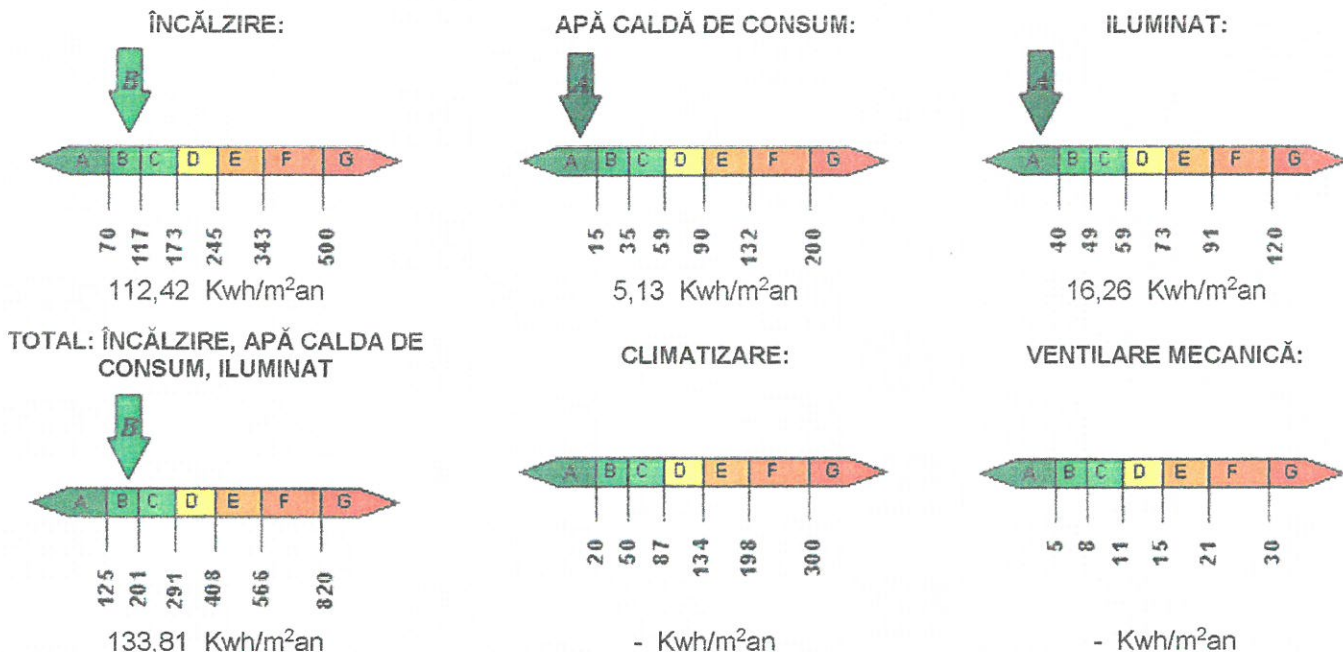 ÎNCĂLZIRE:
B
A B C D E F G
70 117 173 245 343 500
112,42 Kwh/m²an
APĂ CALDĂ DE CONSUM:
A
A B C D E F G
15 35 59 90 132 200
5,13 Kwh/m²an
ILUMINAT:
A
A B C D E F G
40 49 59 73 91 120
16,26 Kwh/m²an
TOTAL: ÎNCĂLZIRE, APĂ CALDA DE
CONSUM, ILUMINAT
B
A B C D E F G
125 201 291 408 566 820
133,81 Kwh/m²an
CLIMATIZARE:
A B C D E F G
20 50 87 134 198 300
- Kwh/m²an
VENTILARE MECANICĂ:
A B C D E F G
5 8 11 15 21 30
- Kwh/m²an